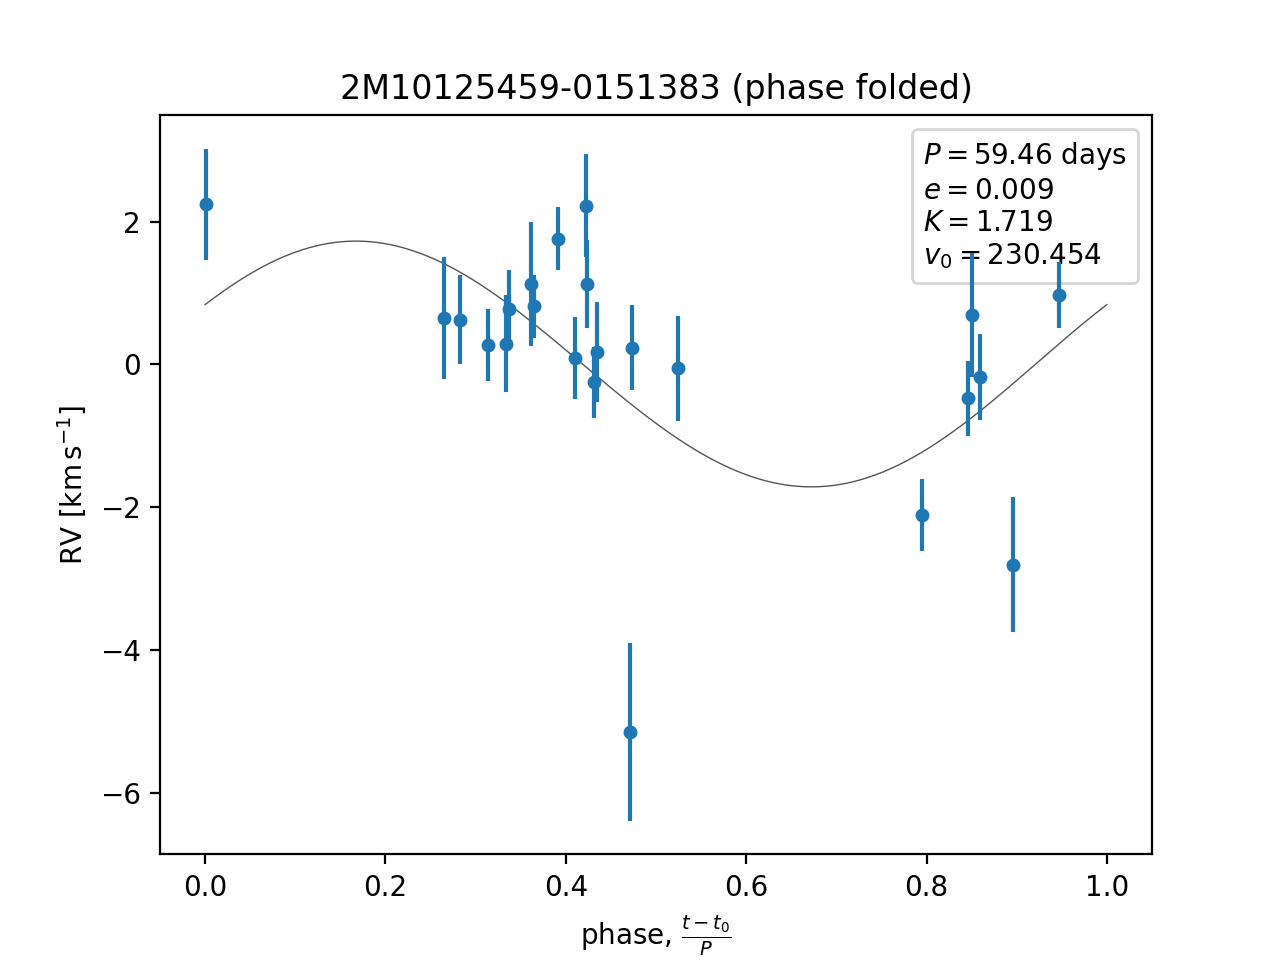 2M10125459-0151383 (phase folded)
P = 59.46 days
e = 0.009
K = 1.719
v₀ = 230.454
RV [km s⁻¹]
2
0
−2
−4
−6
0.0 0.2 0.4 0.6 0.8 1.0
phase, (t − t₀)/P